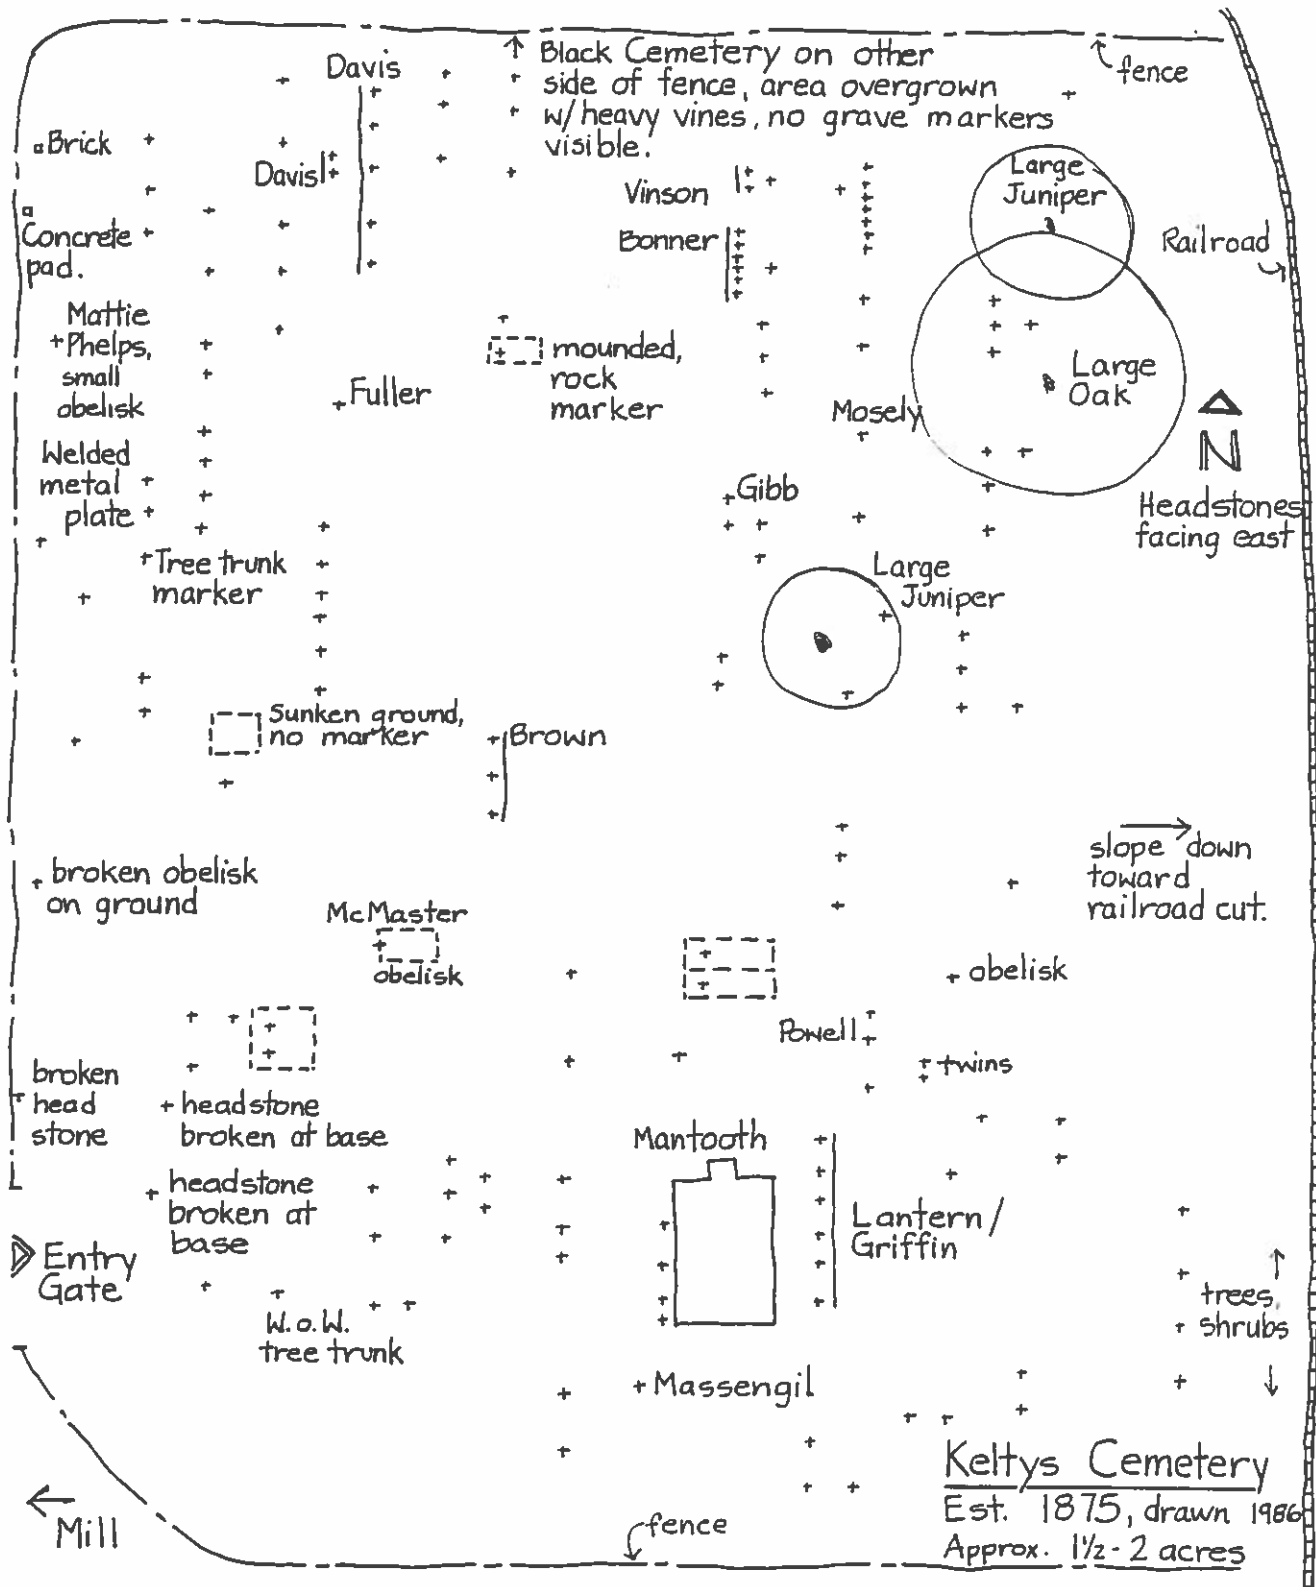 Black Cemetery on other
side of fence, area overgrown
w/ heavy vines, no grave markers
visible.
fence
Davis
Brick
Davis
Vinson
Large
Juniper
Concrete
pad.
Bonner
Railroad
Mattie
Phelps,
small
obelisk
mounded,
rock
marker
Large
Oak
Fuller
Mosely
N
Headstones
facing east
Welded
metal
plate
Gibb
Tree trunk
marker
Large
Juniper
Sunken ground,
no marker
Brown
slope down
toward
railroad cut.
broken obelisk
on ground
McMaster
obelisk
obelisk
Powell
twins
broken
head
stone
headstone
broken at base
Mantooth
headstone
broken at
base
Lantern/
Griffin
Entry
Gate
W.o.W.
tree trunk
trees,
shrubs
Massengil
Mill
fence
Keltys Cemetery
Est. 1875, drawn 1986
Approx. 1½-2 acres